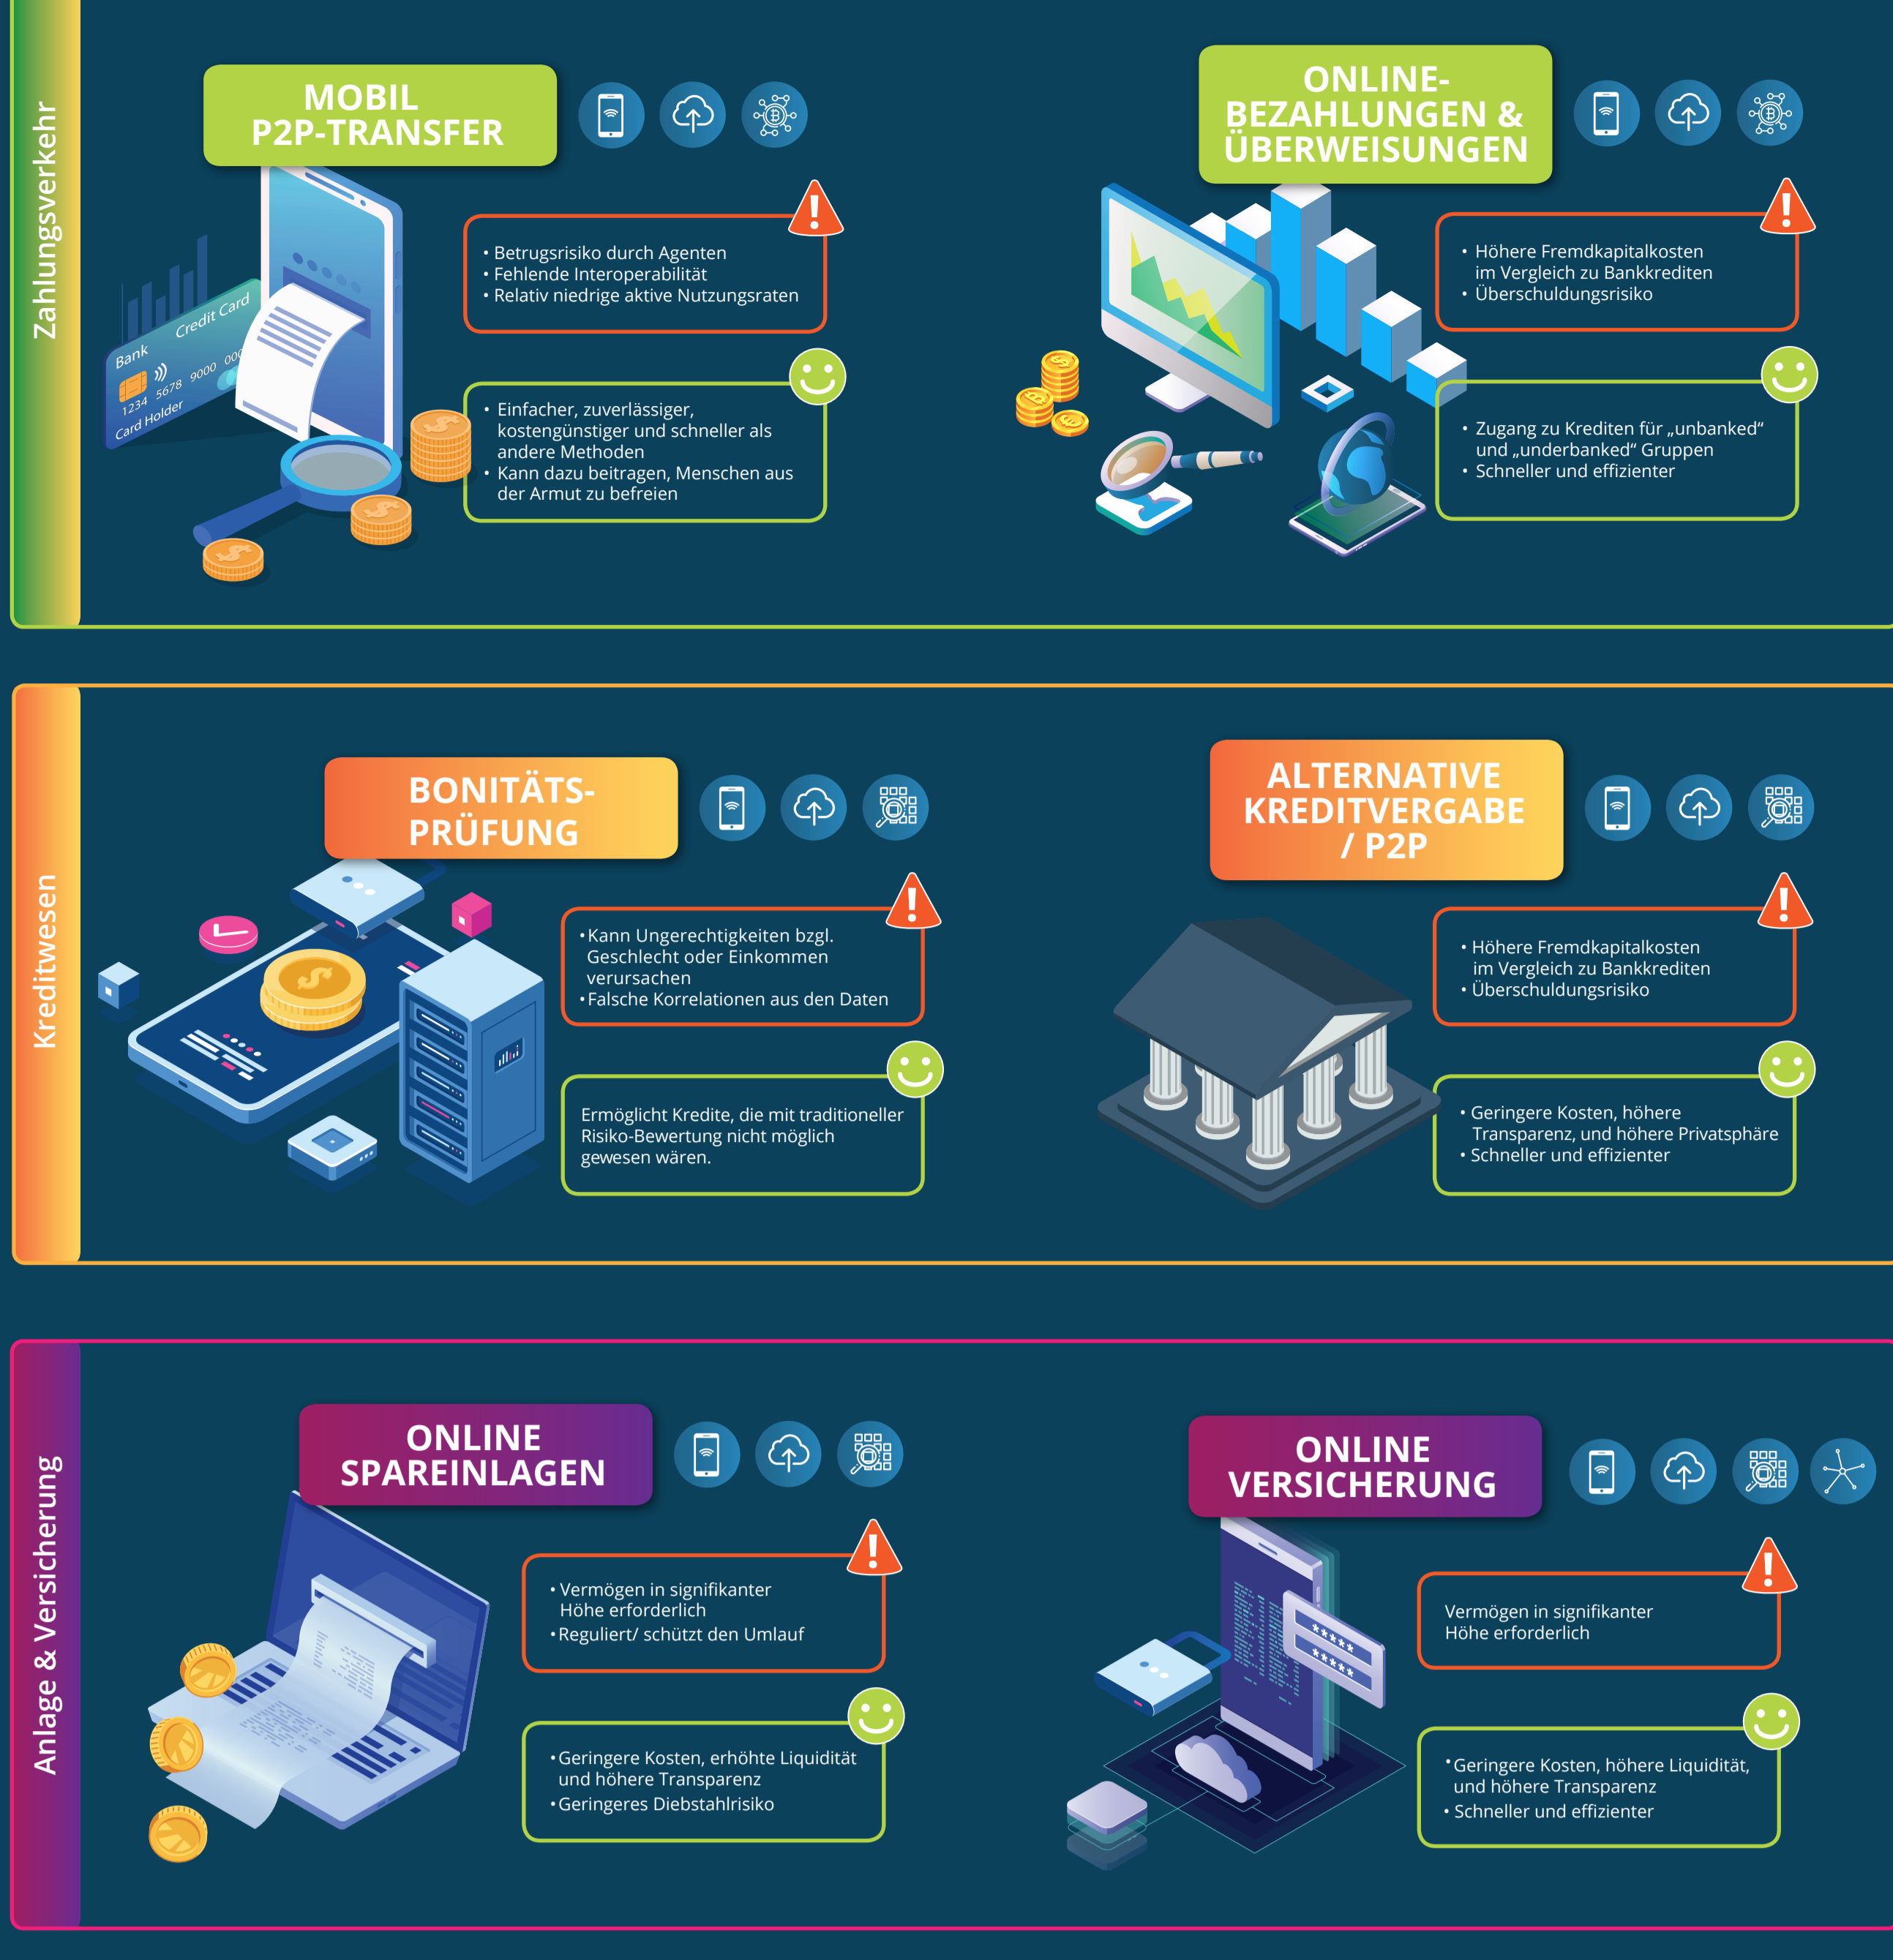 Zahlungsverkehr
MOBIL
P2P-TRANSFER
• Betrugsrisiko durch Agenten
• Fehlende Interoperabilität
• Relativ niedrige aktive Nutzungsraten
• Einfacher, zuverlässiger,
kostengünstiger und schneller als
andere Methoden
• Kann dazu beitragen, Menschen aus
der Armut zu befreien
Credit Card
Bank
1234 5678 9000 000
Card Holder
ONLINE-
BEZAHLUNGEN &
ÜBERWEISUNGEN
• Höhere Fremdkapitalkosten
im Vergleich zu Bankkrediten
• Überschuldungsrisiko
• Zugang zu Krediten für „unbanked“
und „underbanked“ Gruppen
• Schneller und effizienter
Kreditwesen
BONITÄTS-
PRÜFUNG
• Kann Ungerechtigkeiten bzgl.
Geschlecht oder Einkommen
verursachen
• Falsche Korrelationen aus den Daten
Ermöglicht Kredite, die mit traditioneller
Risiko-Bewertung nicht möglich
gewesen wären.
ALTERNATIVE
KREDITVERGABE
/ P2P
• Höhere Fremdkapitalkosten
im Vergleich zu Bankkrediten
• Überschuldungsrisiko
• Geringere Kosten, höhere
Transparenz, und höhere Privatsphäre
• Schneller und effizienter
Anlage & Versicherung
ONLINE
SPAREINLAGEN
• Vermögen in signifikanter
Höhe erforderlich
• Reguliert/ schützt den Umlauf
• Geringere Kosten, erhöhte Liquidität
und höhere Transparenz
• Geringeres Diebstahlrisiko
ONLINE
VERSICHERUNG
Vermögen in signifikanter
Höhe erforderlich
*****
*****
• Geringere Kosten, höhere Liquidität,
und höhere Transparenz
• Schneller und effizienter